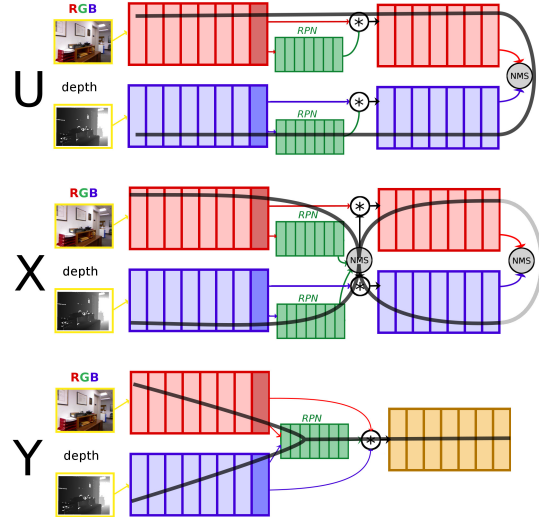 RGB
RPN
*
U
depth
NMS
RPN
*
RGB
RPN
*
X
NMS
NMS
depth
*
RPN
RGB
RPN
*
Y
depth